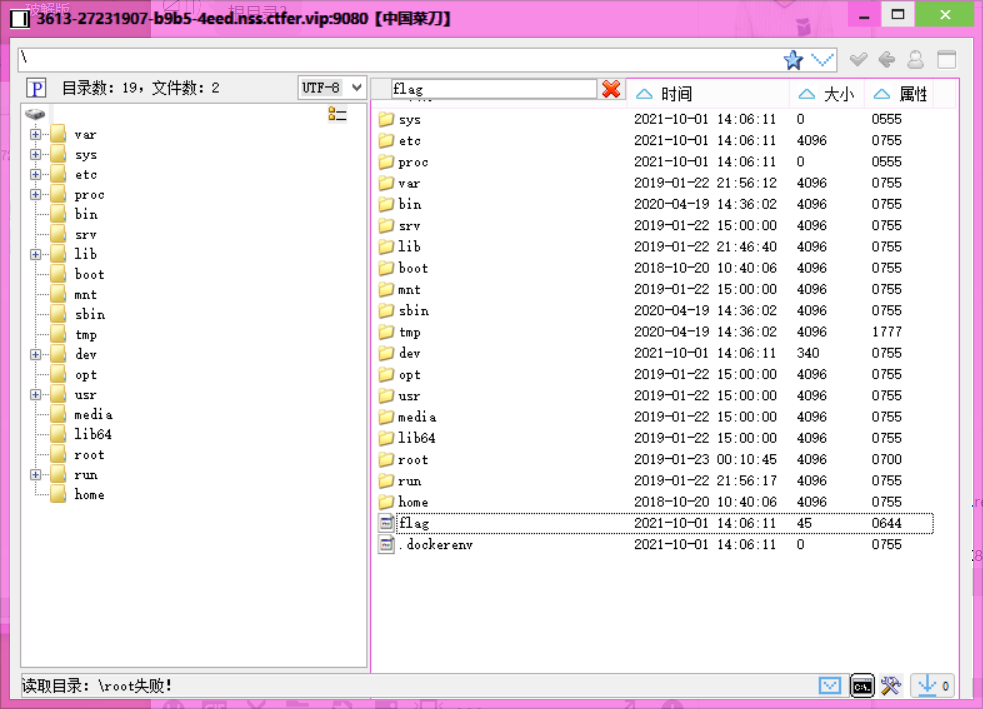 3613-27231907-b9b5-4eed.nss.ctfer.vip:9080【中国菜刀】
\
P 目录数: 19, 文件数: 2 UTF-8
var
sys
etc
proc
bin
srv
lib
boot
mnt
sbin
tmp
dev
opt
usr
media
lib64
root
run
home
flag 时间 大小 属性
sys 2021-10-01 14:06:11 0 0555
etc 2021-10-01 14:06:11 4096 0755
proc 2021-10-01 14:06:11 0 0555
var 2019-01-22 21:56:12 4096 0755
bin 2020-04-19 14:36:02 4096 0755
srv 2019-01-22 15:00:00 4096 0755
lib 2019-01-22 21:46:40 4096 0755
boot 2018-10-20 10:40:06 4096 0755
mnt 2019-01-22 15:00:00 4096 0755
sbin 2020-04-19 14:36:02 4096 0755
tmp 2020-04-19 14:36:02 4096 1777
dev 2021-10-01 14:06:11 340 0755
opt 2019-01-22 15:00:00 4096 0755
usr 2019-01-22 15:00:00 4096 0755
media 2019-01-22 15:00:00 4096 0755
lib64 2019-01-22 15:00:00 4096 0755
root 2019-01-23 00:10:45 4096 0700
run 2019-01-22 21:56:17 4096 0755
home 2018-10-20 10:40:06 4096 0755
flag 2021-10-01 14:06:11 45 0644
.dockerenv 2021-10-01 14:06:11 0 0755
读取目录: \root失败!
C:\
0